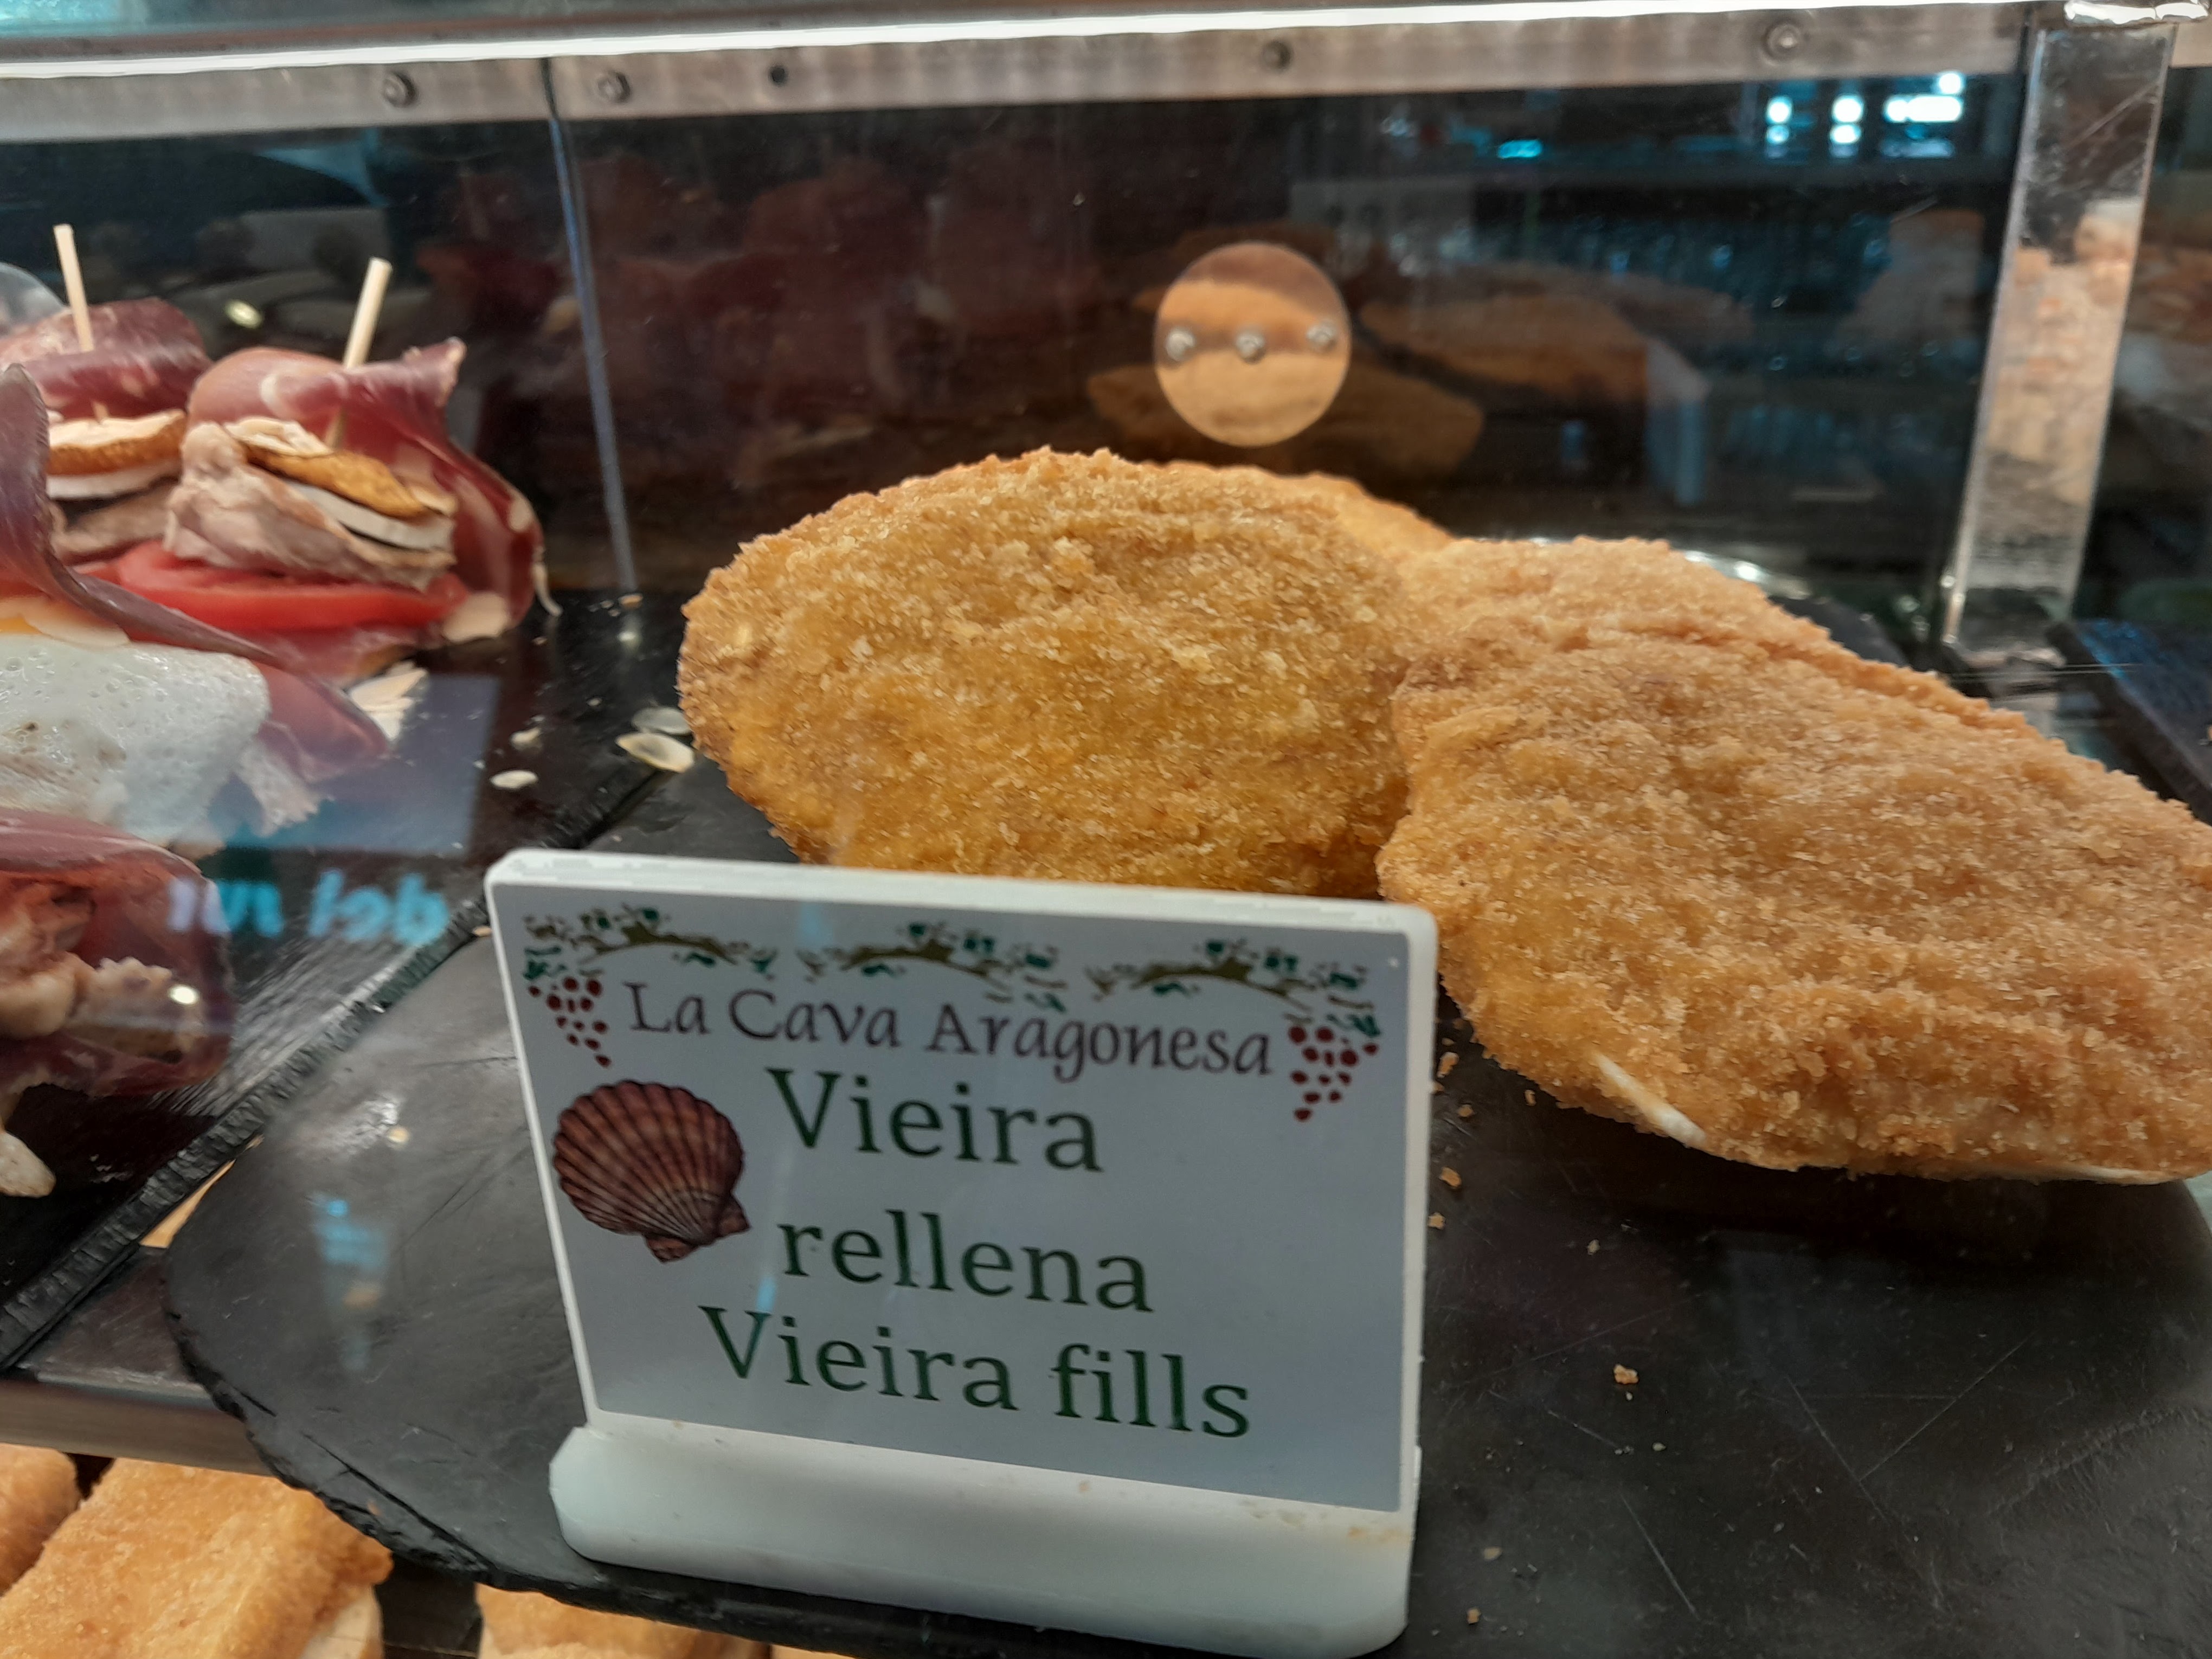 La Cava Aragonesa
Vieira
rellena
Vieira fills